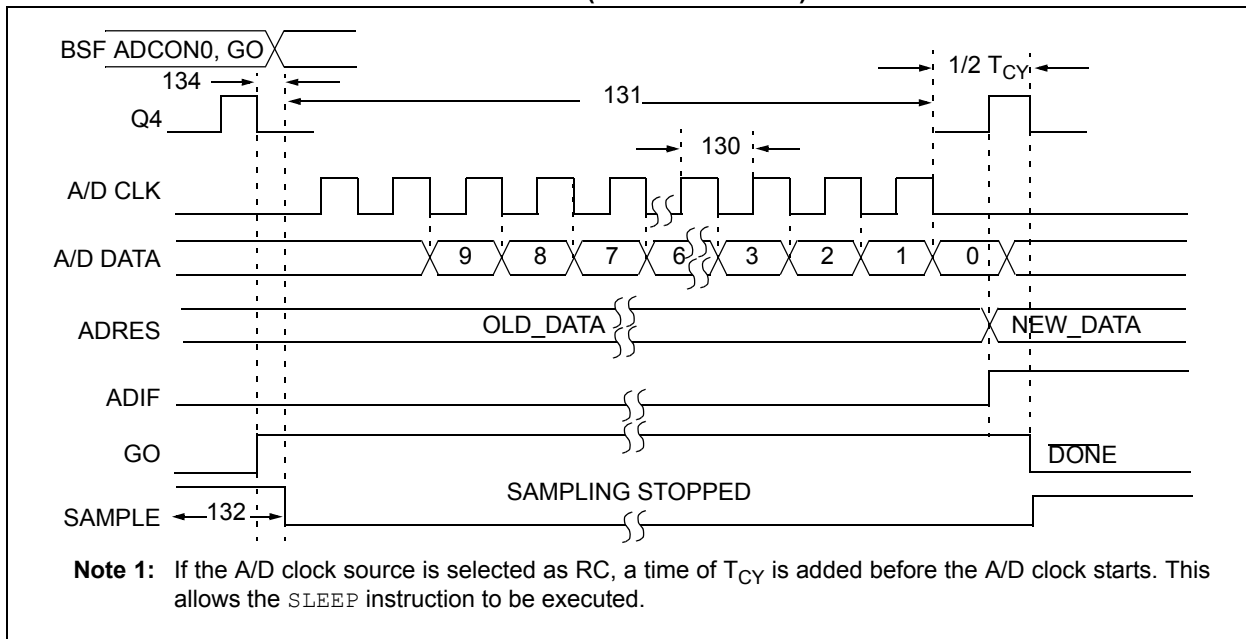 BSF ADCON0, GO
134
1/2 TCY
131
Q4
130
A/D CLK
A/D DATA 9 8 7 6 3 2 1 0
ADRES OLD_DATA NEW_DATA
ADIF
GO DONE
SAMPLING STOPPED
SAMPLE 132
Note 1: If the A/D clock source is selected as RC, a time of TCY is added before the A/D clock starts. This
allows the SLEEP instruction to be executed.